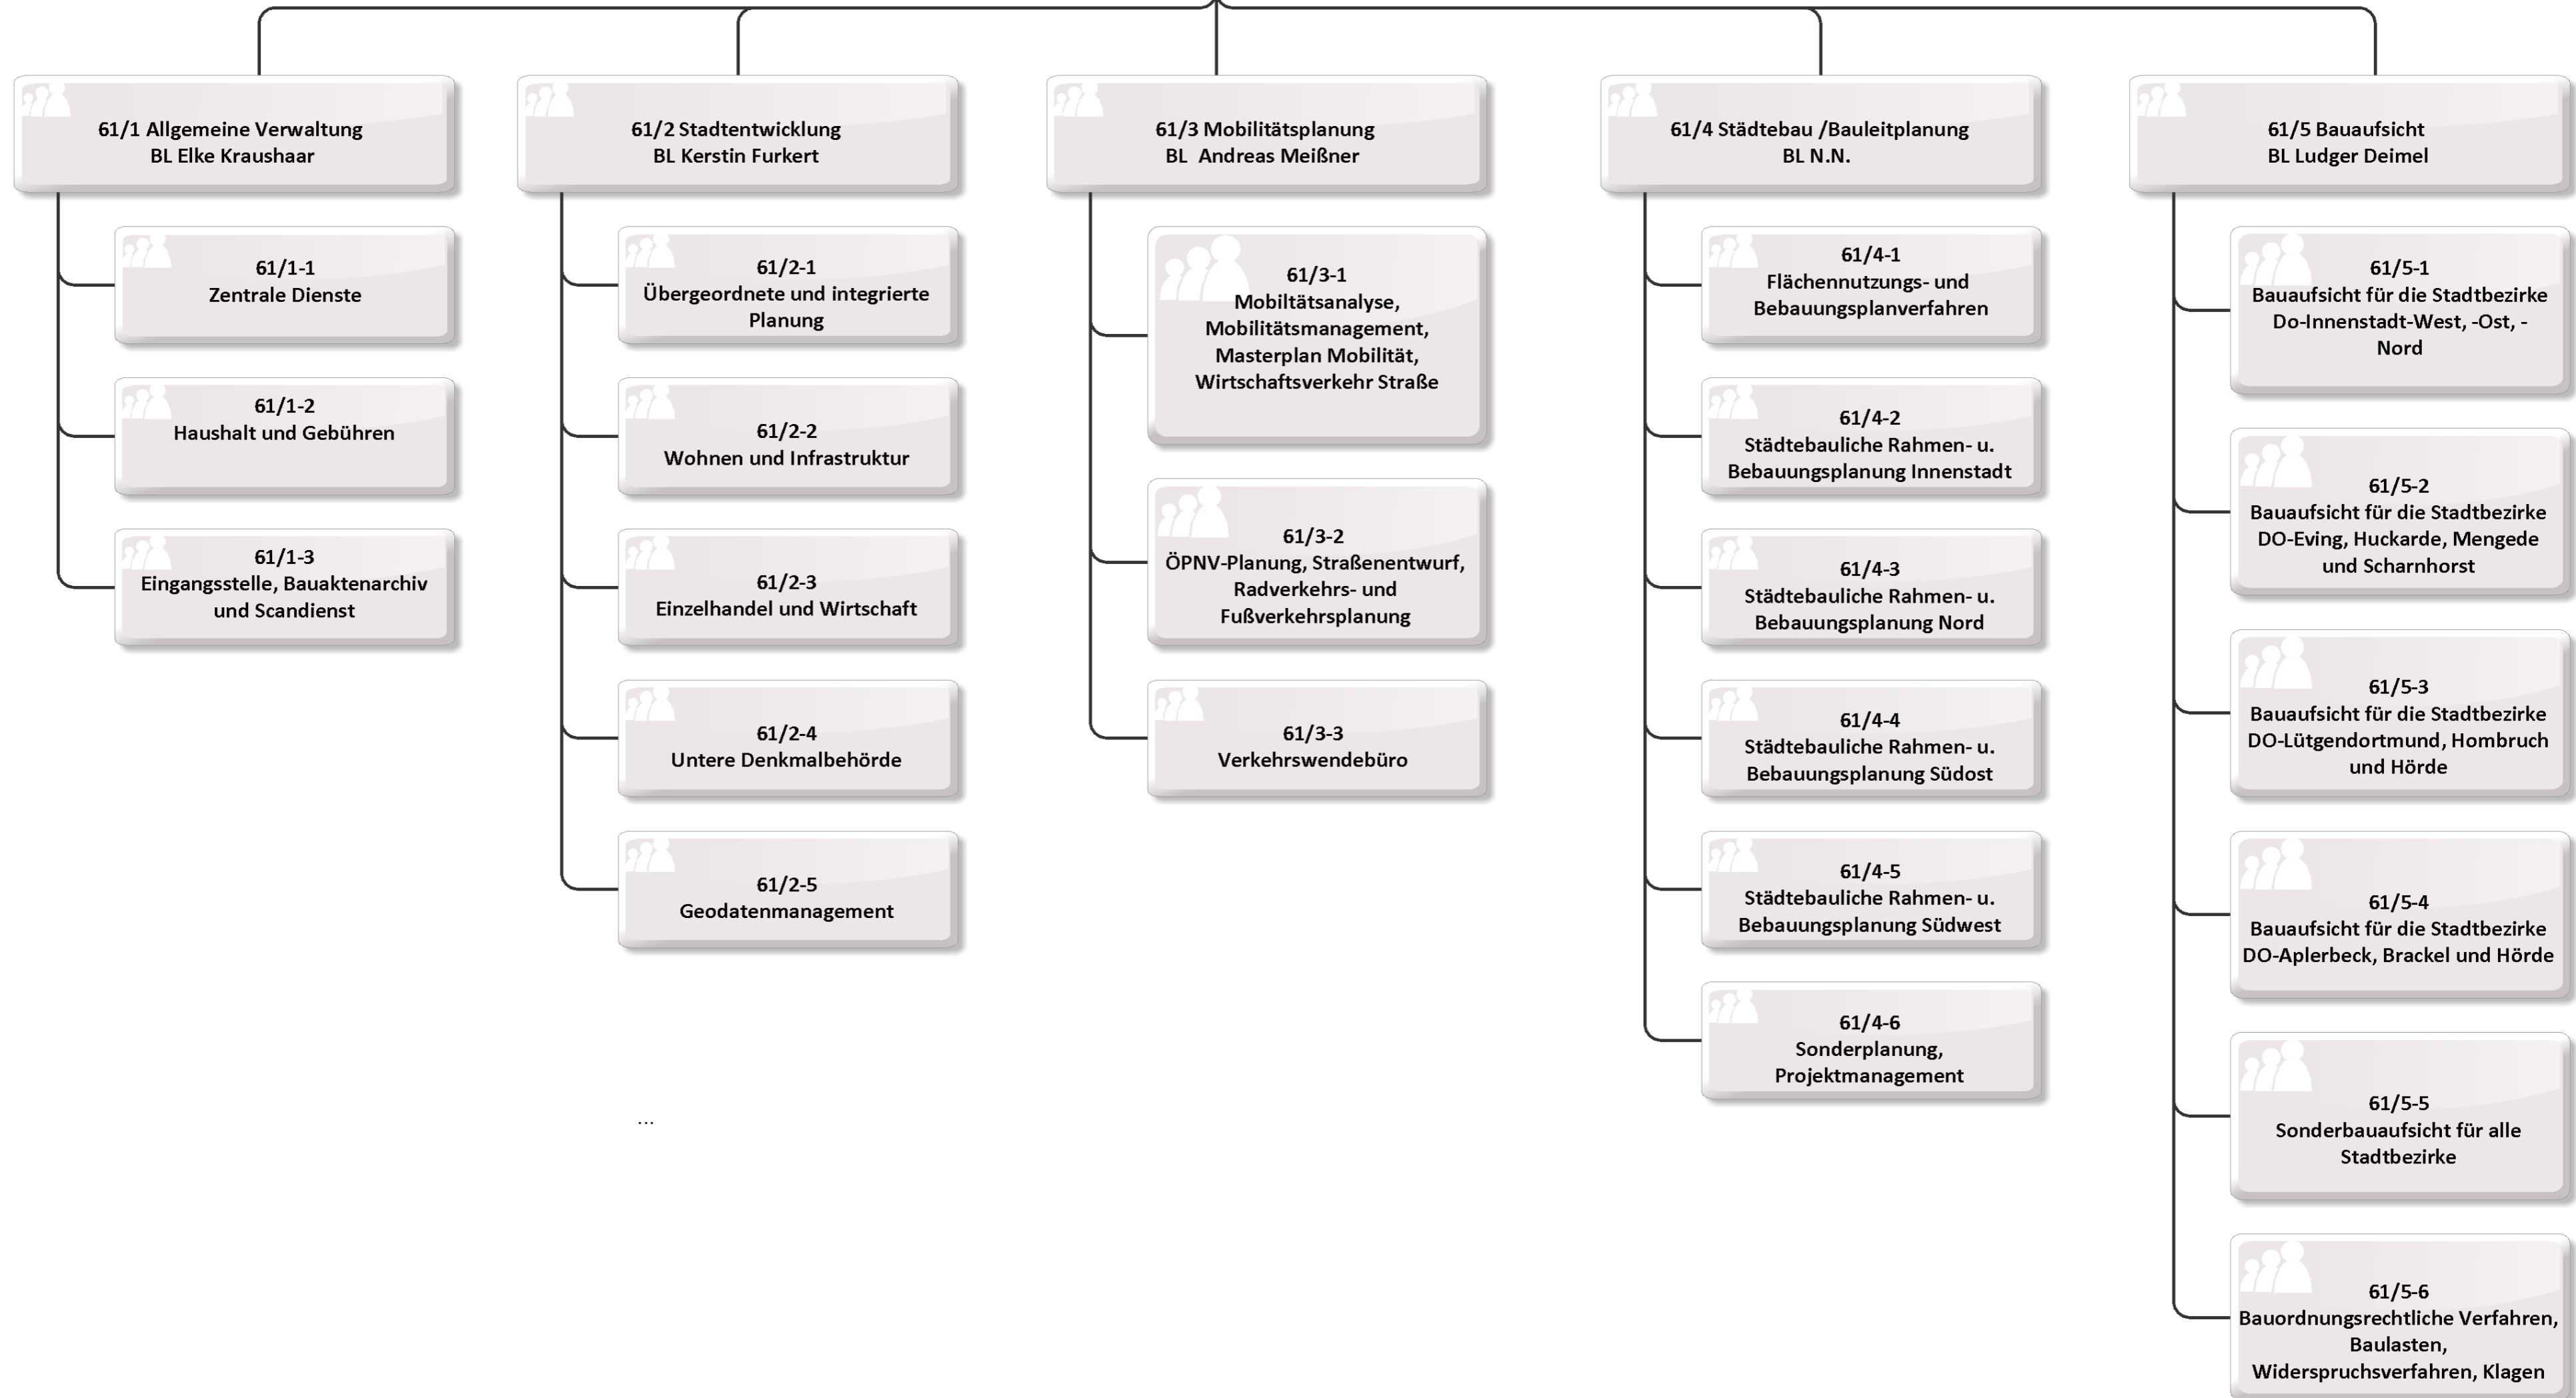 61/1 Allgemeine Verwaltung
BL Elke Kraushaar
61/1-1
Zentrale Dienste
61/1-2
Haushalt und Gebühren
61/1-3
Eingangsstelle, Bauaktenarchiv
und Scandienst
61/2 Stadtentwicklung
BL Kerstin Furkert
61/2-1
Übergeordnete und integrierte
Planung
61/2-2
Wohnen und Infrastruktur
61/2-3
Einzelhandel und Wirtschaft
61/2-4
Untere Denkmalbehörde
61/2-5
Geodatenmanagement
...
61/3 Mobilitätsplanung
BL  Andreas Meißner
61/3-1
Mobiltätsanalyse,
Mobilitätsmanagement,
Masterplan Mobilität,
Wirtschaftsverkehr Straße
61/3-2
ÖPNV-Planung, Straßenentwurf,
Radverkehrs- und
Fußverkehrsplanung
61/3-3
Verkehrswendebüro
61/4 Städtebau /Bauleitplanung
BL N.N.
61/4-1
Flächennutzungs- und
Bebauungsplanverfahren
61/4-2
Städtebauliche Rahmen- u.
Bebauungsplanung Innenstadt
61/4-3
Städtebauliche Rahmen- u.
Bebauungsplanung Nord
61/4-4
Städtebauliche Rahmen- u.
Bebauungsplanung Südost
61/4-5
Städtebauliche Rahmen- u.
Bebauungsplanung Südwest
61/4-6
Sonderplanung,
Projektmanagement
61/5 Bauaufsicht
BL Ludger Deimel
61/5-1
Bauaufsicht für die Stadtbezirke
Do-Innenstadt-West, -Ost, -
Nord
61/5-2
Bauaufsicht für die Stadtbezirke
DO-Eving, Huckarde, Mengede
und Scharnhorst
61/5-3
Bauaufsicht für die Stadtbezirke
DO-Lütgendortmund, Hombruch
und Hörde
61/5-4
Bauaufsicht für die Stadtbezirke
DO-Aplerbeck, Brackel und Hörde
61/5-5
Sonderbauaufsicht für alle
Stadtbezirke
61/5-6
Bauordnungsrechtliche Verfahren,
Baulasten,
Widerspruchsverfahren, Klagen